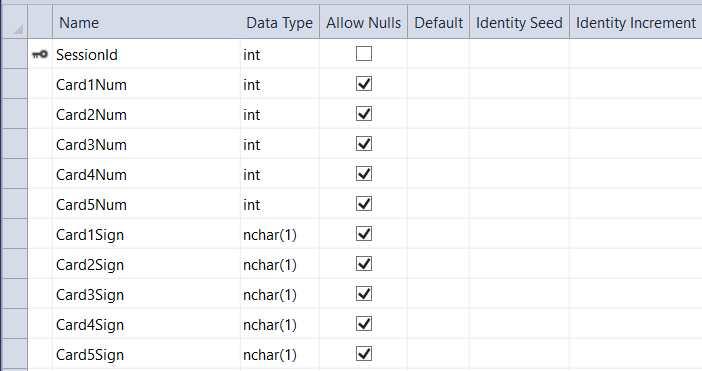 Name Data Type Allow Nulls Default Identity Seed Identity Increment
SessionId int
Card1Num int
Card2Num int
Card3Num int
Card4Num int
Card5Num int
Card1Sign nchar(1)
Card2Sign nchar(1)
Card3Sign nchar(1)
Card4Sign nchar(1)
Card5Sign nchar(1)